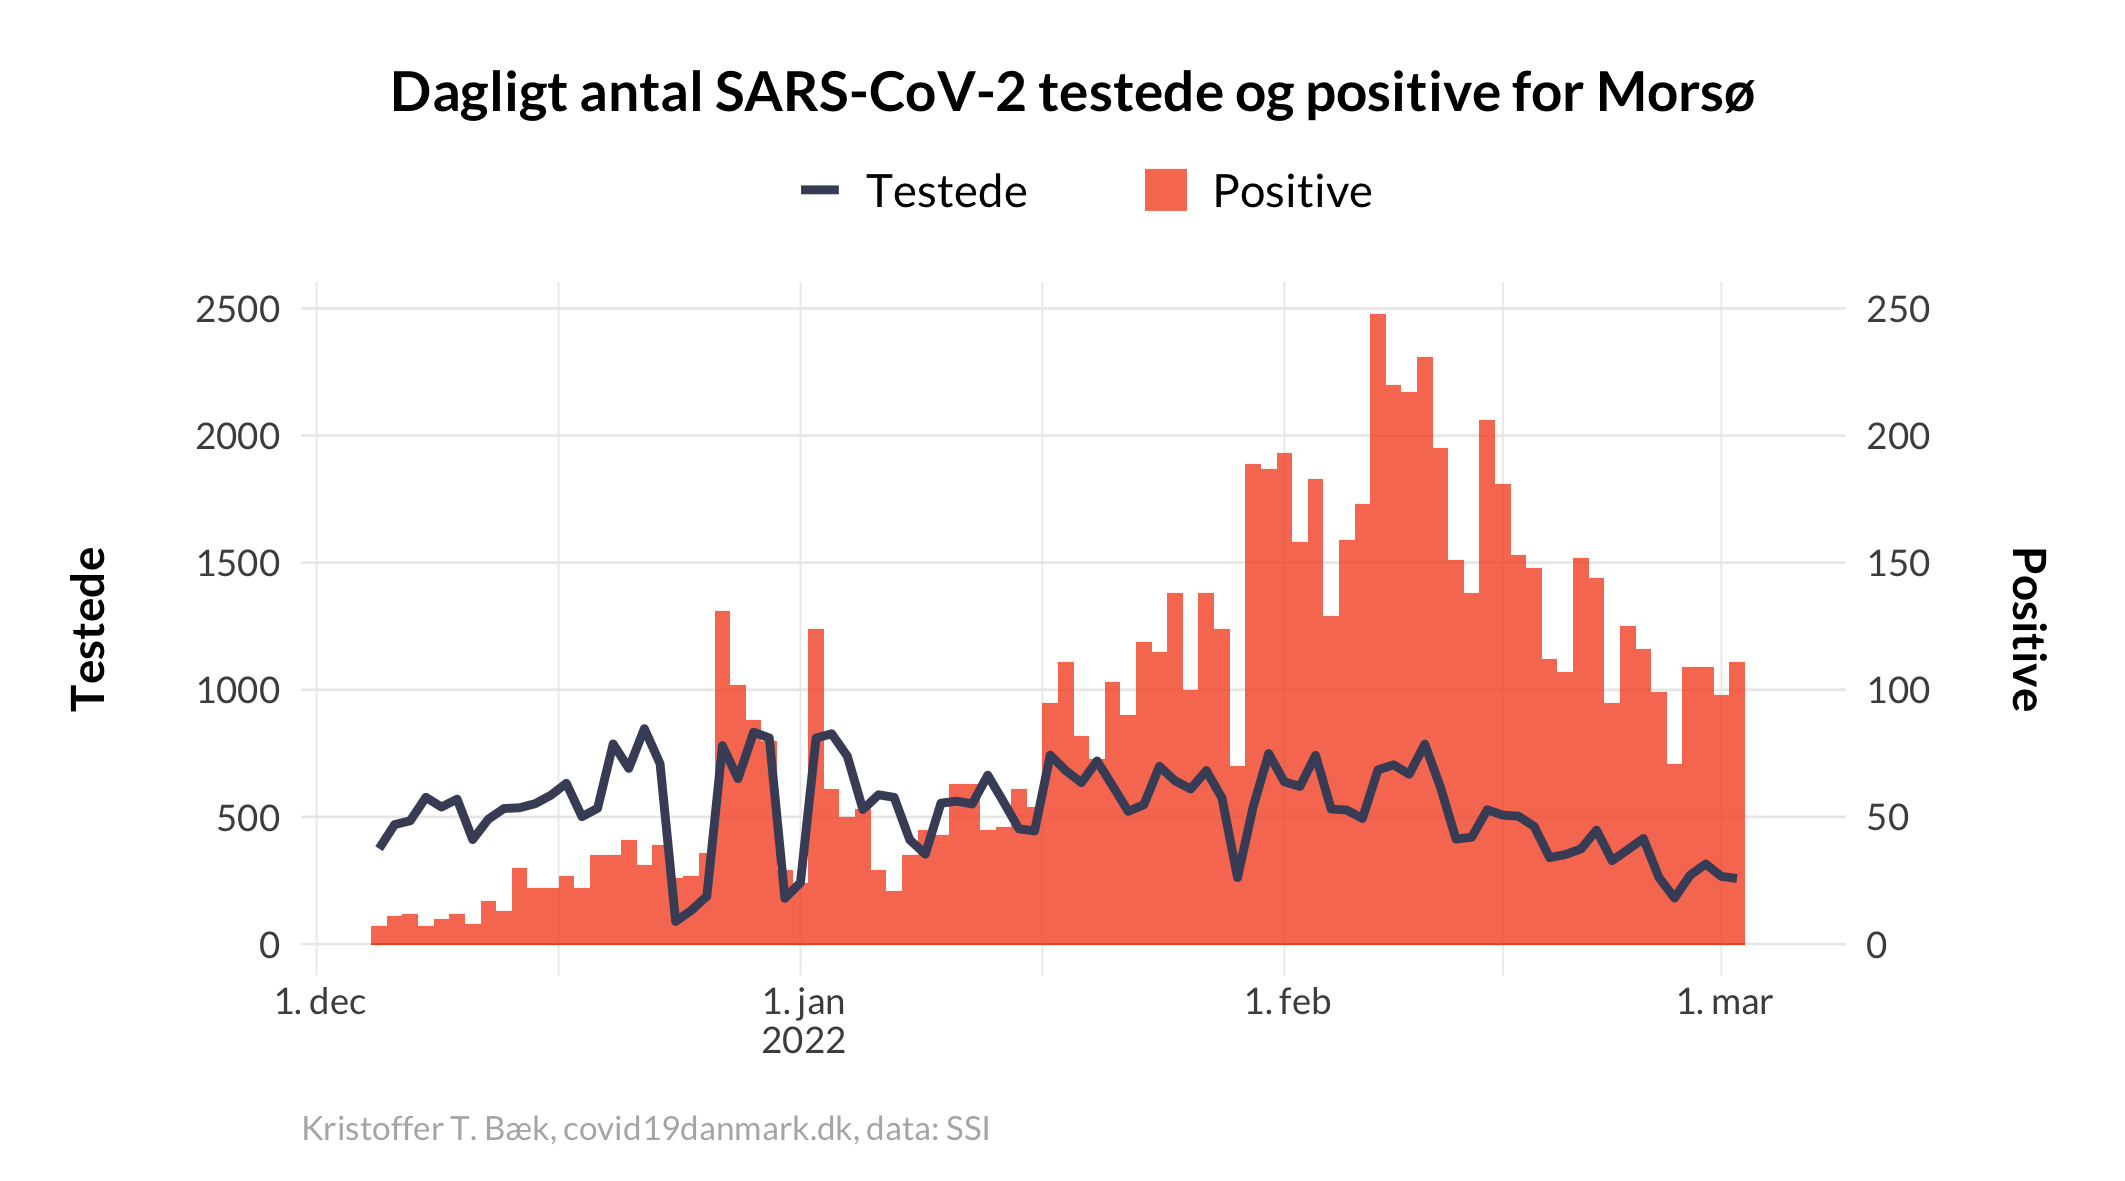 Dagligt antal SARS-CoV-2 testede og positive for Morsø
Testede
Positive
2500
2000
1500
1000
500
0
Testede
250
200
150
100
50
0
Positive
1. dec
1. jan
2022
1. feb
1. mar
Kristoffer T. Bæk, covid19danmark.dk, data: SSI